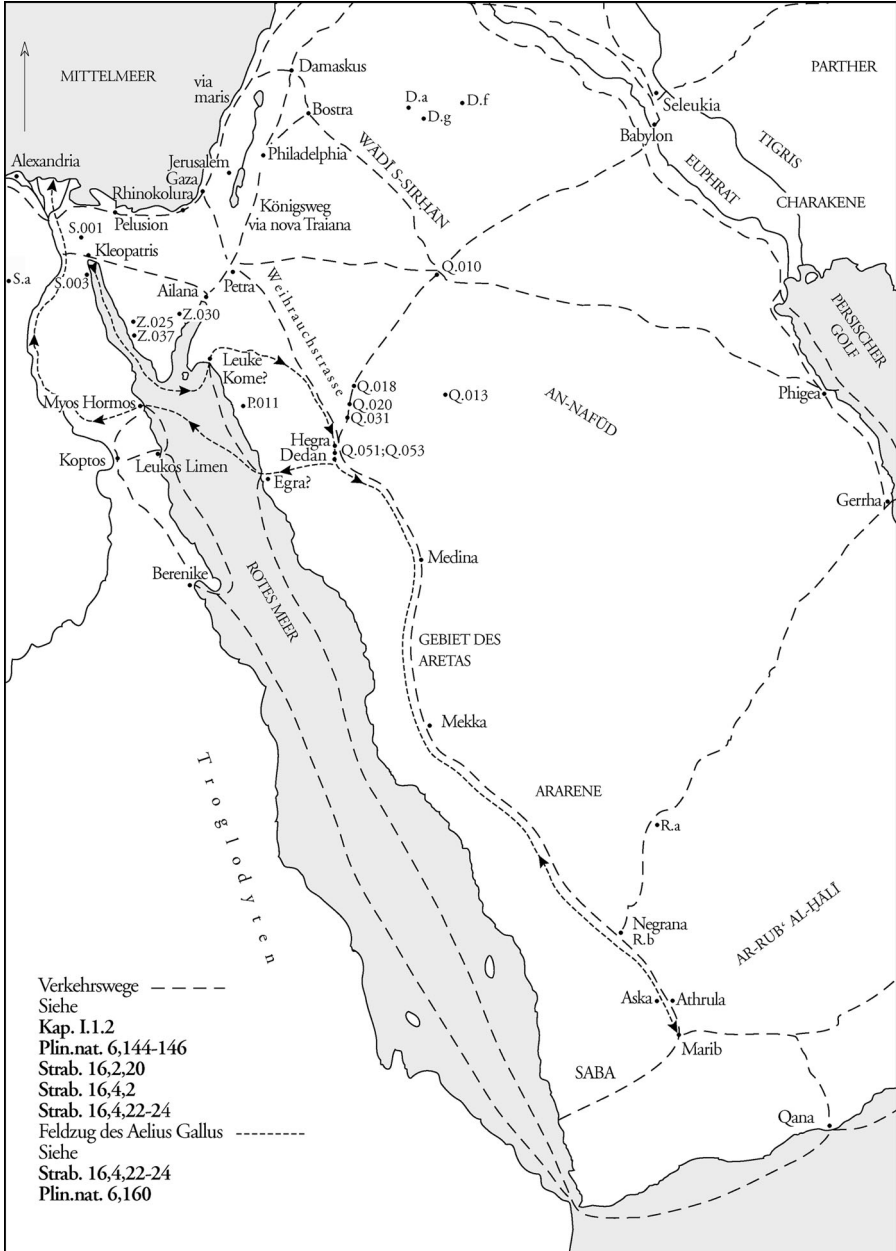 MITTELMEER
via
maris
Damaskus
D.a
D.f
D.g
Bostra
PARTHER
Seleukia
Babylon
TIGRIS
EUPHRAT
CHARAKENE
Alexandria
Jerusalem
Gaza
Rhinokolura
Philadelphia
WĀDĪ S-SIRHĀN
Pelusion
Königsweg
via nova Traiana
S.001
Kleopatris
S.a
S.003
Ailana
Petra
Q.010
Z.025
Z.030
Z.037
Weihrauchstrasse
PERSISCHER
GOLF
Leuke
Kome?
Q.018
Q.013
Q.020
Q.031
AN-NAFŪD
Phigea
Myos Hormos
P.011
Hegra
Dedan
Q.051;Q.053
Koptos
Leukos Limen
Egra?
Gerrha
Medina
Berenike
ROTES MEER
GEBIET DES
ARETAS
Mekka
Troglodyten
ARARENE
R.a
Negrana
R.b
AR-RUBʿ AL-ḪĀLĪ
Aska
Athrula
Marib
SABA
Qana
Verkehrswege
Siehe
Kap. I.1.2
Plin.nat. 6,144-146
Strab. 16,2,20
Strab. 16,4,2
Strab. 16,4,22-24
Feldzug des Aelius Gallus
Siehe
Strab. 16,4,22-24
Plin.nat. 6,160